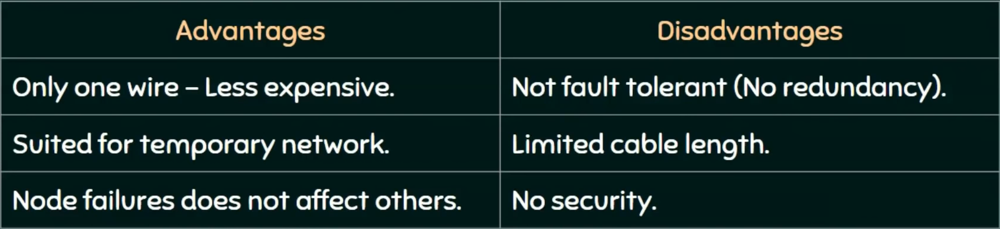 Advantages
Disadvantages
Only one wire – Less expensive.
Not fault tolerant (No redundancy).
Suited for temporary network.
Limited cable length.
Node failures does not affect others.
No security.